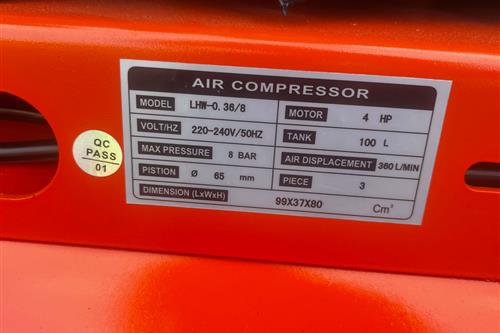 AIR COMPRESSOR
MODEL LHW-0.36/8 MOTOR 4 HP
VOLT/HZ 220-240V/50HZ TANK 100 L
MAX PRESSURE 8 BAR AIR DISPLACEMENT 360 L/MIN
PISTION Ø 65 mm PIECE 3
DIMENSION (LxWxH) 99X37X80 Cm³
QC
PASS
01